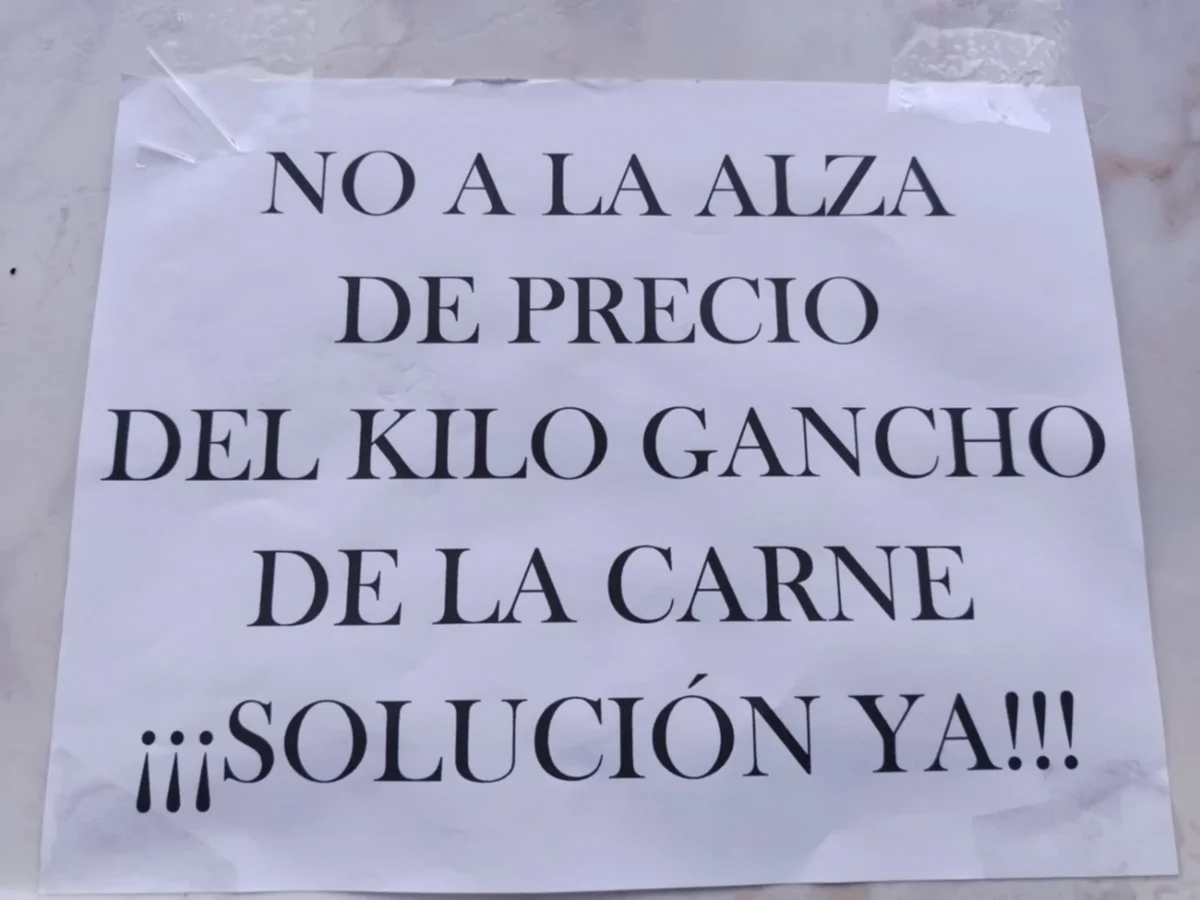 NO A LA ALZA
DE PRECIO
DEL KILO GANCHO
DE LA CARNE
¡¡¡SOLUCIÓN YA!!!